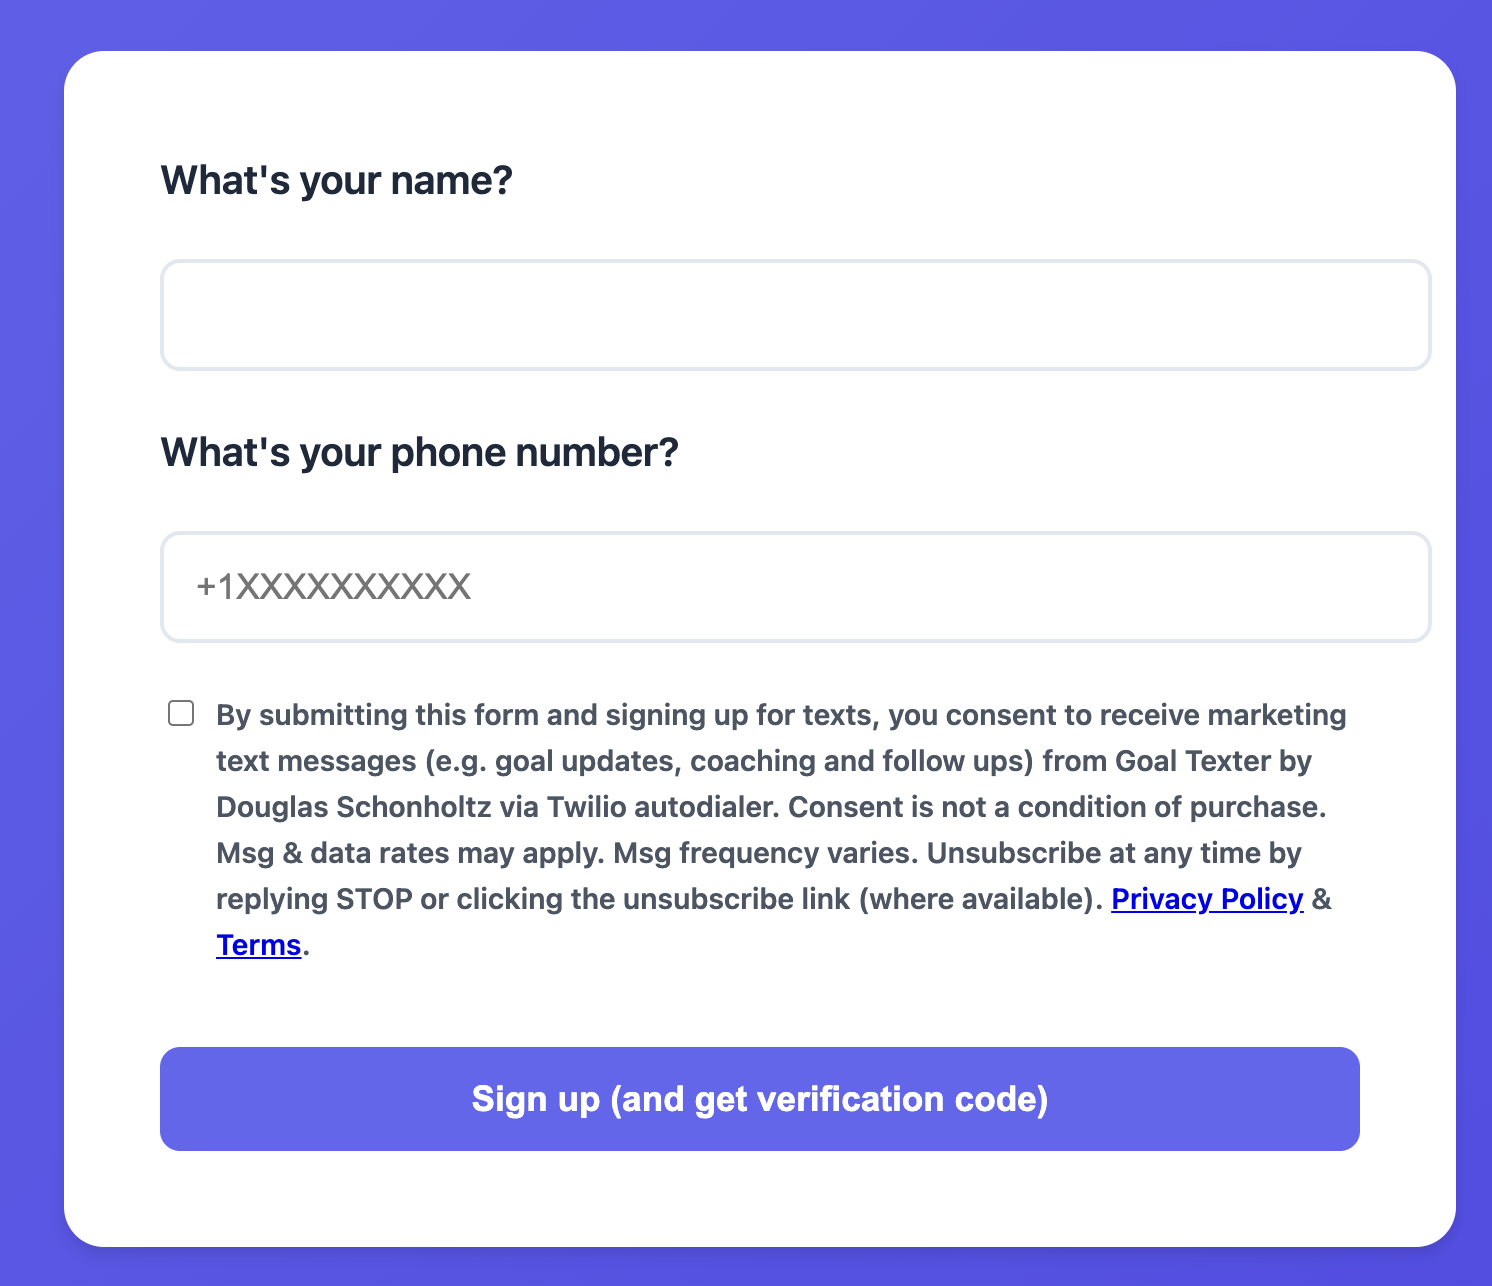 What's your name?
What's your phone number?
+1XXXXXXXXXX
By submitting this form and signing up for texts, you consent to receive marketing
text messages (e.g. goal updates, coaching and follow ups) from Goal Texter by
Douglas Schonholtz via Twilio autodialer. Consent is not a condition of purchase.
Msg & data rates may apply. Msg frequency varies. Unsubscribe at any time by
replying STOP or clicking the unsubscribe link (where available). Privacy Policy &
Terms.
Sign up (and get verification code)